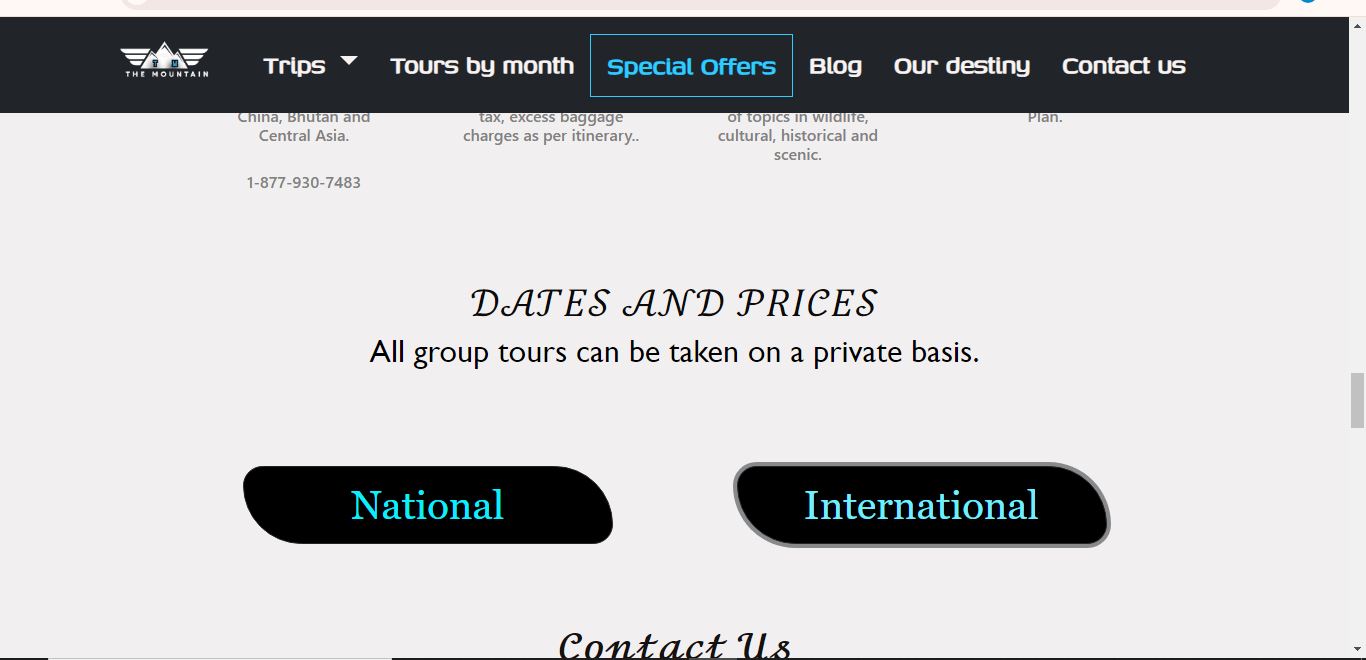 T M
THE MOUNTAIN
Trips
Tours by month
Special Offers
Blog
Our destiny
Contact us
China, Bhutan and
Central Asia.
1-877-930-7483
tax, excess baggage
charges as per itinerary..
of topics in wildlife,
cultural, historical and
scenic.
Plan.
DATES AND PRICES
All group tours can be taken on a private basis.
National
International
Contact Us